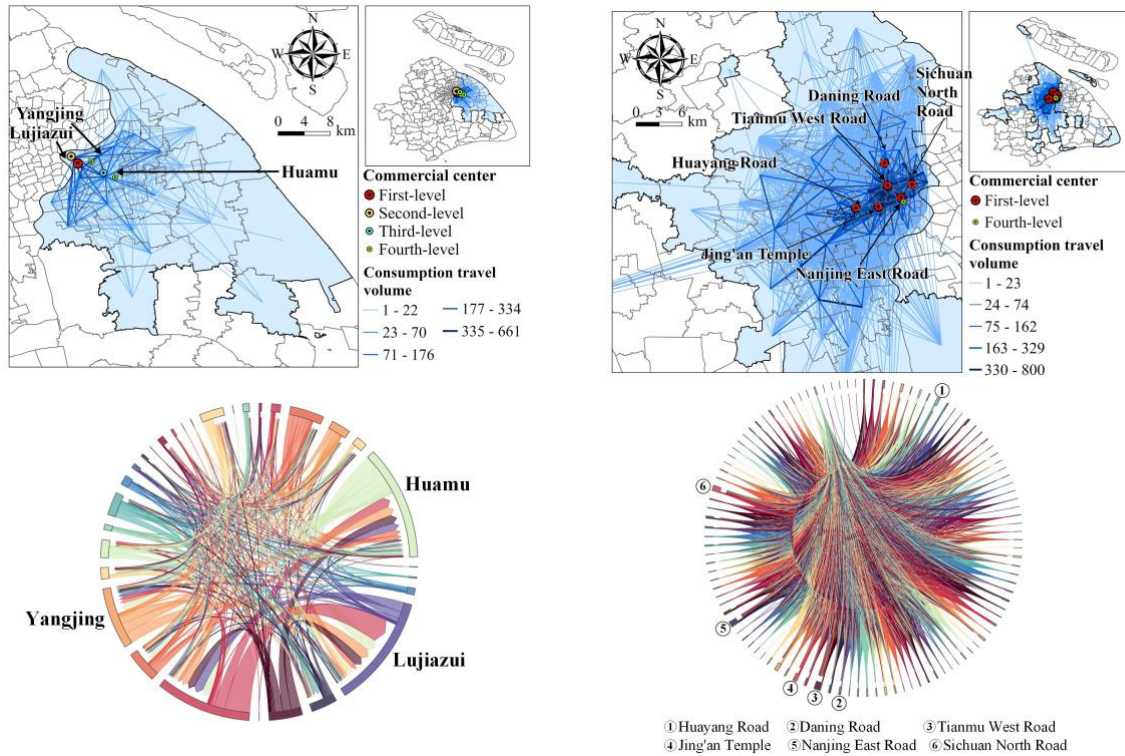 N
W
E
S
0 4 8
km
Yangjing
Lujiazui
Huamu
Commercial center
First-level
Second-level
Third-level
Fourth-level
Consumption travel
volume
1 - 22
23 - 70
71 - 176
177 - 334
335 - 661
N
W
E
S
0 3 6
km
Sichuan
North
Road
Daning Road
Tianmu West Road
Huayang Road
Jing'an Temple
Nanjing East Road
Commercial center
First-level
Fourth-level
Consumption travel
volume
1 - 23
24 - 74
75 - 162
163 - 329
330 - 800
Huamu
Yangjing
Lujiazui
①
⑥
⑤
④
③
②
①Huayang Road ②Daning Road ③Tianmu West Road
④Jing'an Temple ⑤Nanjing East Road ⑥Sichuan North Road